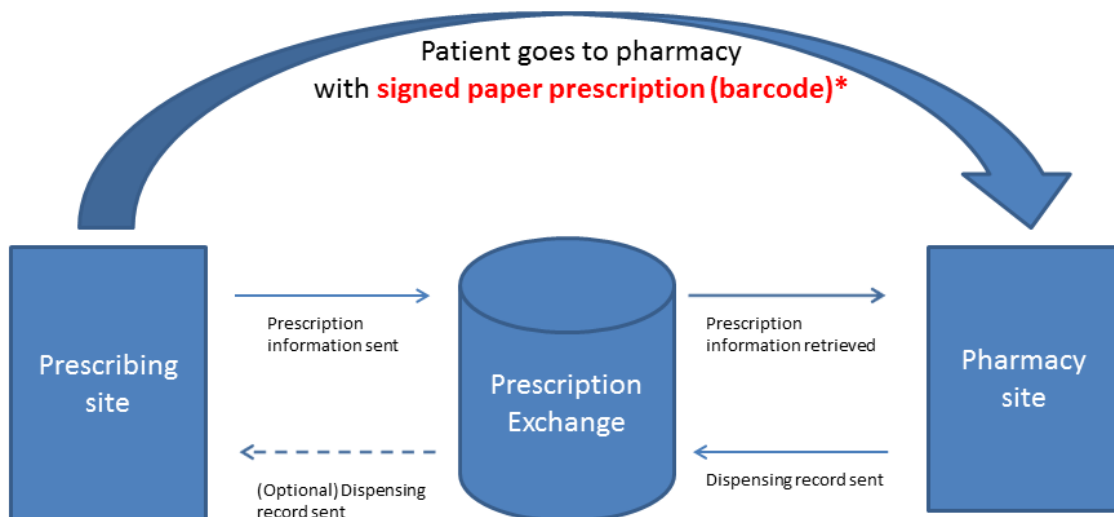 Patient goes to pharmacy
with signed paper prescription (barcode)*
Prescribing
site
Prescription
information sent
(Optional) Dispensing
record sent
Prescription
Exchange
Prescription
information retrieved
Dispensing record sent
Pharmacy
site